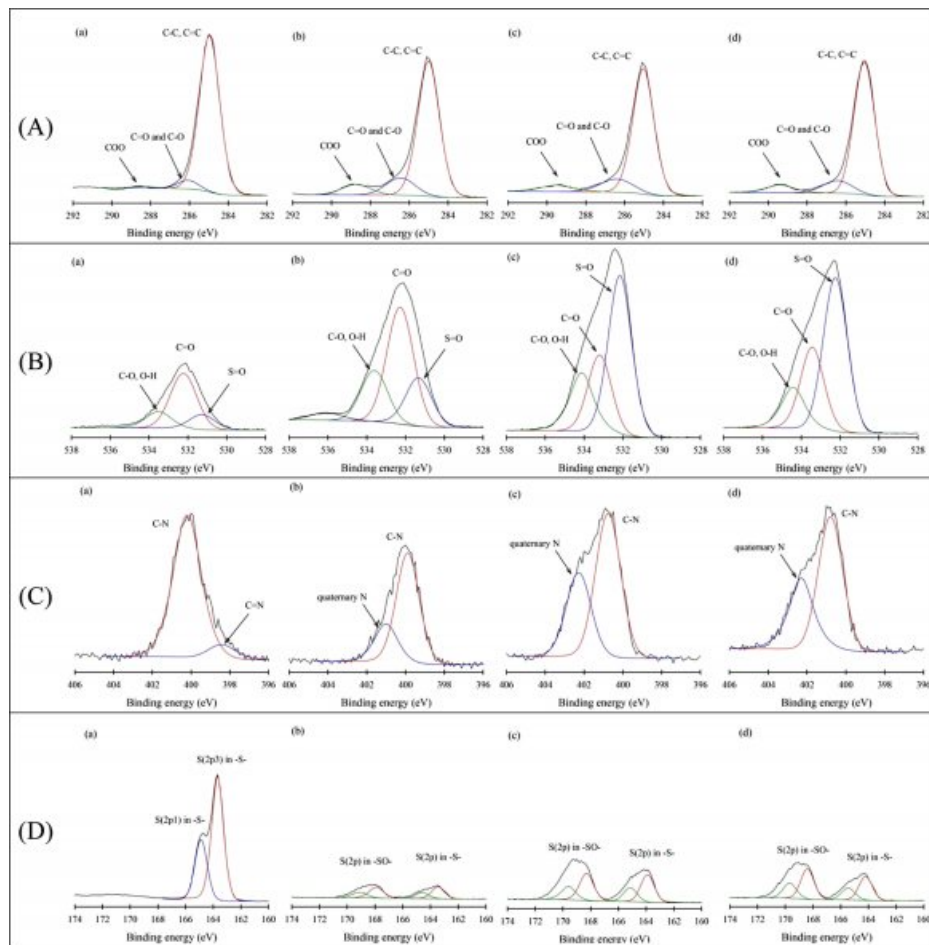 (A)
(a)
C-C, C=C
C=O and C-O
COO
292 290 288 286 284 282
Binding energy (eV)
(b)
C-C, C=C
C=O and C-O
COO
292 290 288 286 284 282
Binding energy (eV)
(c)
C-C, C=C
C=O and C-O
COO
292 290 288 286 284 282
Binding energy (eV)
(d)
C-C, C=C
C=O and C-O
COO
292 290 288 286 284 282
Binding energy (eV)
(B)
(a)
C=O
C-O, O-H
S=O
538 536 534 532 530 528
Binding energy (eV)
(b)
C=O
C-O, O-H
S=O
538 536 534 532 530 528
Binding energy (eV)
(c)
S=O
C=O
C-O, O-H
536 533 530 528
Binding energy (eV)
(d)
S=O
C=O
C-O, O-H
538 536 534 532 530 528
Binding energy (eV)
(C)
(a)
C-N
C=N
406 404 402 400 398 396
Binding energy (eV)
(b)
C-N
quaternary N
406 402 400 398 396
Binding energy (eV)
(c)
C-N
quaternary N
406 404 402 400 398 396
Binding energy (eV)
(d)
C-N
quaternary N
406 404 400 398 396
Binding energy (eV)
(D)
(a)
S(2p3) in -S-
S(2p1) in -S-
174 172 170 168 166 164 162 160
Binding energy (eV)
(b)
S(2p) in -SO-
S(2p) in -S-
174 172 170 168 166 164 162 160
Binding energy (eV)
(c)
S(2p) in -SO-
S(2p) in -S-
174 172 170 168 166 164 162 160
Binding energy (eV)
(d)
S(2p) in -SO-
S(2p) in -S-
174 172 170 168 166 164 162 160
Binding energy (eV)